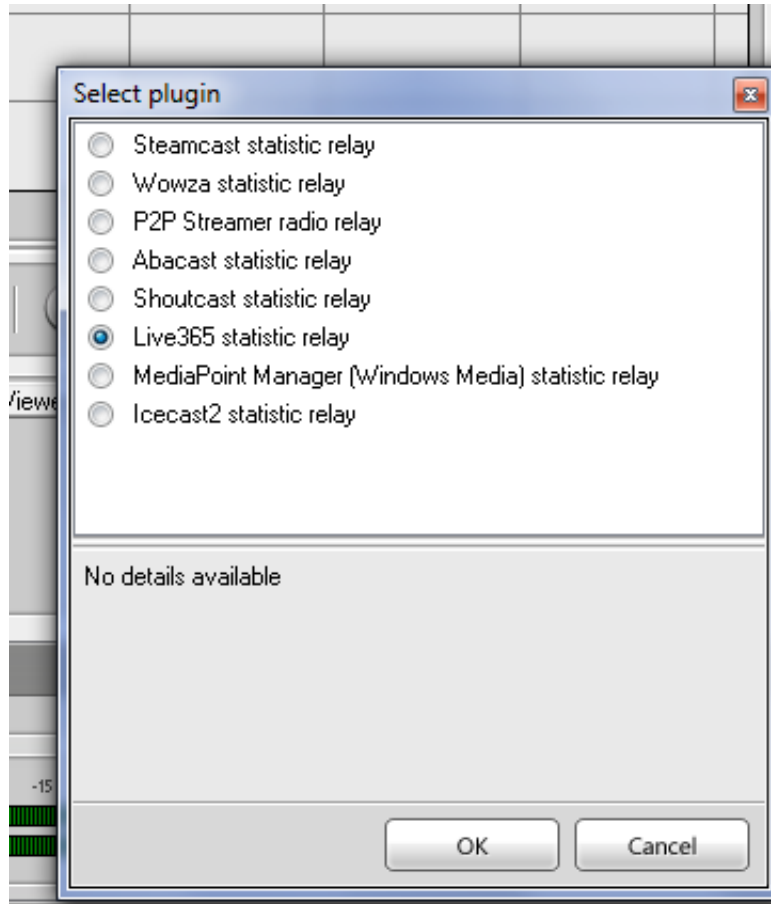 Select plugin
Steamcast statistic relay
Wowza statistic relay
P2P Streamer radio relay
Abacast statistic relay
Shoutcast statistic relay
Live365 statistic relay
MediaPoint Manager (Windows Media) statistic relay
Icecast2 statistic relay
No details available
-15
OK
Cancel